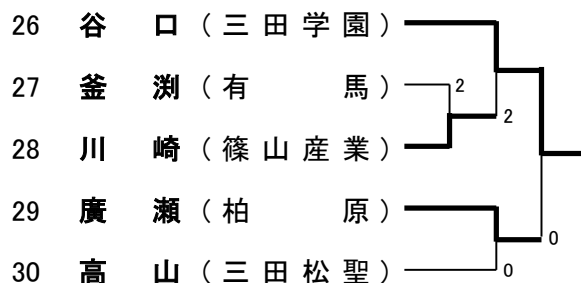 26 谷 口 ( 三 田 学 園 )
27 釜 渕 ( 有 馬 ) 2
2
28 川 崎 ( 篠 山 産 業 )
29 廣 瀬 ( 柏 原 )
0
30 高 山 ( 三 田 松 聖 ) 0